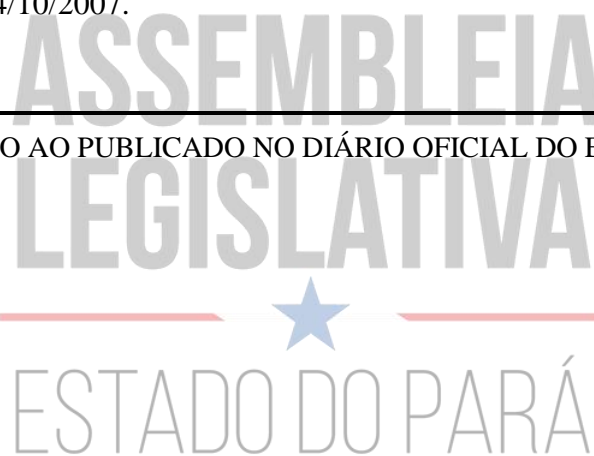 4/10/2007.
ASSEMBLEIA
O AO PUBLICADO NO DIÁRIO OFICIAL DO
LEGISLATIVA
ESTADO DO PARÁ